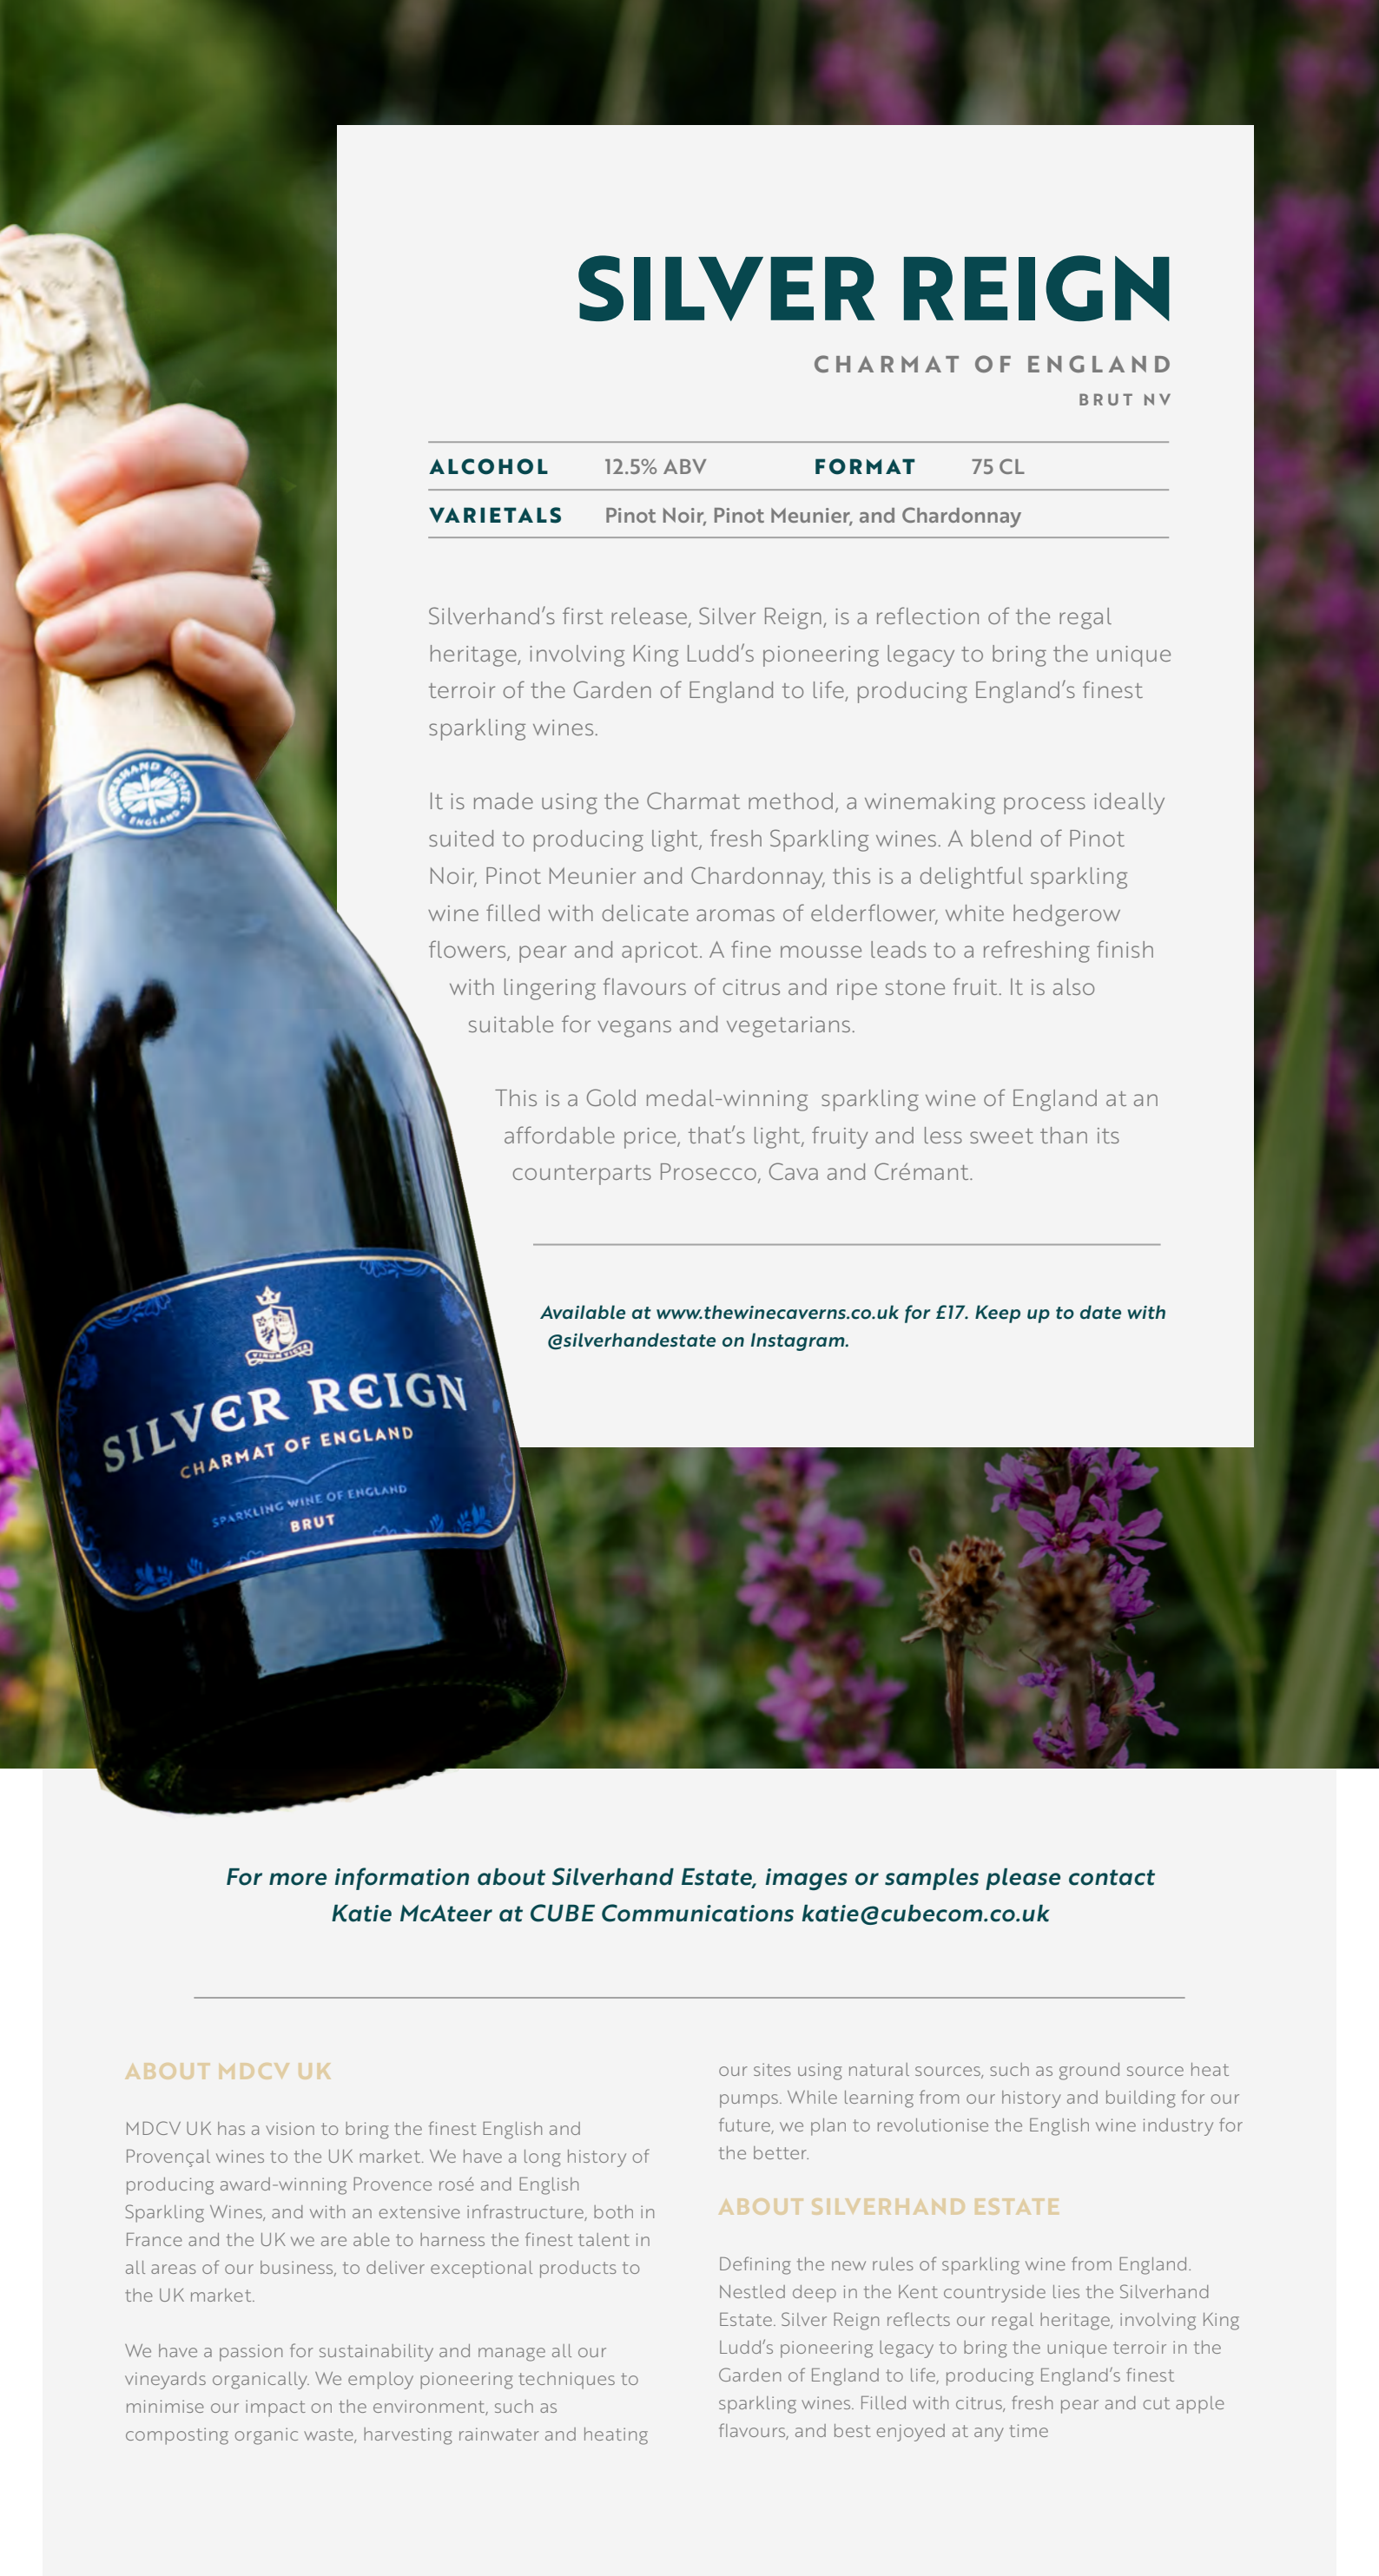 SILVER REIGN
CHARMAT OF ENGLAND
BRUT NV
ALCOHOL 12.5% ABV FORMAT 75 CL
VARIETALS Pinot Noir, Pinot Meunier, and Chardonnay
Silverhand’s first release, Silver Reign, is a reflection of the regal
heritage, involving King Ludd’s pioneering legacy to bring the unique
terroir of the Garden of England to life, producing England’s finest
sparkling wines.
It is made using the Charmat method, a winemaking process ideally
suited to producing light, fresh Sparkling wines. A blend of Pinot
Noir, Pinot Meunier and Chardonnay, this is a delightful sparkling
wine filled with delicate aromas of elderflower, white hedgerow
flowers, pear and apricot. A fine mousse leads to a refreshing finish
with lingering flavours of citrus and ripe stone fruit. It is also
suitable for vegans and vegetarians.
This is a Gold medal-winning  sparkling wine of England at an
affordable price, that’s light, fruity and less sweet than its
counterparts Prosecco, Cava and Crémant.
Available at www.thewinecaverns.co.uk for £17. Keep up to date with
@silverhandestate on Instagram.
SILVERHAND ESTATE
ENGLAND
SILVER REIGN
CHARMAT OF ENGLAND
SPARKLING WINE OF ENGLAND
BRUT
For more information about Silverhand Estate, images or samples please contact
Katie McAteer at CUBE Communications katie@cubecom.co.uk
ABOUT MDCV UK
MDCV UK has a vision to bring the finest English and
Provençal wines to the UK market. We have a long history of
producing award-winning Provence rosé and English
Sparkling Wines, and with an extensive infrastructure, both in
France and the UK we are able to harness the finest talent in
all areas of our business, to deliver exceptional products to
the UK market.
We have a passion for sustainability and manage all our
vineyards organically. We employ pioneering techniques to
minimise our impact on the environment, such as
composting organic waste, harvesting rainwater and heating
our sites using natural sources, such as ground source heat
pumps. While learning from our history and building for our
future, we plan to revolutionise the English wine industry for
the better.
ABOUT SILVERHAND ESTATE
Defining the new rules of sparkling wine from England.
Nestled deep in the Kent countryside lies the Silverhand
Estate. Silver Reign reflects our regal heritage, involving King
Ludd’s pioneering legacy to bring the unique terroir in the
Garden of England to life, producing England’s finest
sparkling wines. Filled with citrus, fresh pear and cut apple
flavours, and best enjoyed at any time